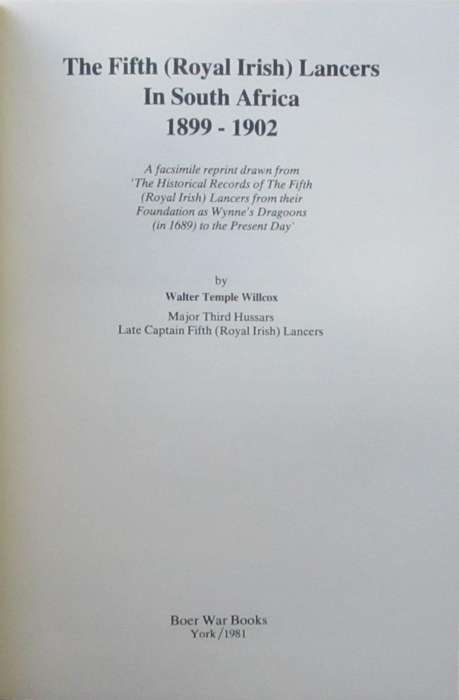 The Fifth (Royal Irish) Lancers
In South Africa
1899 - 1902
A facsimile reprint drawn from
'The Historical Records of The Fifth
(Royal Irish) Lancers from their
Foundation as Wynne's Dragoons
(in 1689) to the Present Day'
by
Walter Temple Willcox
Major Third Hussars
Late Captain Fifth (Royal Irish) Lancers
Boer War Books
York/1981